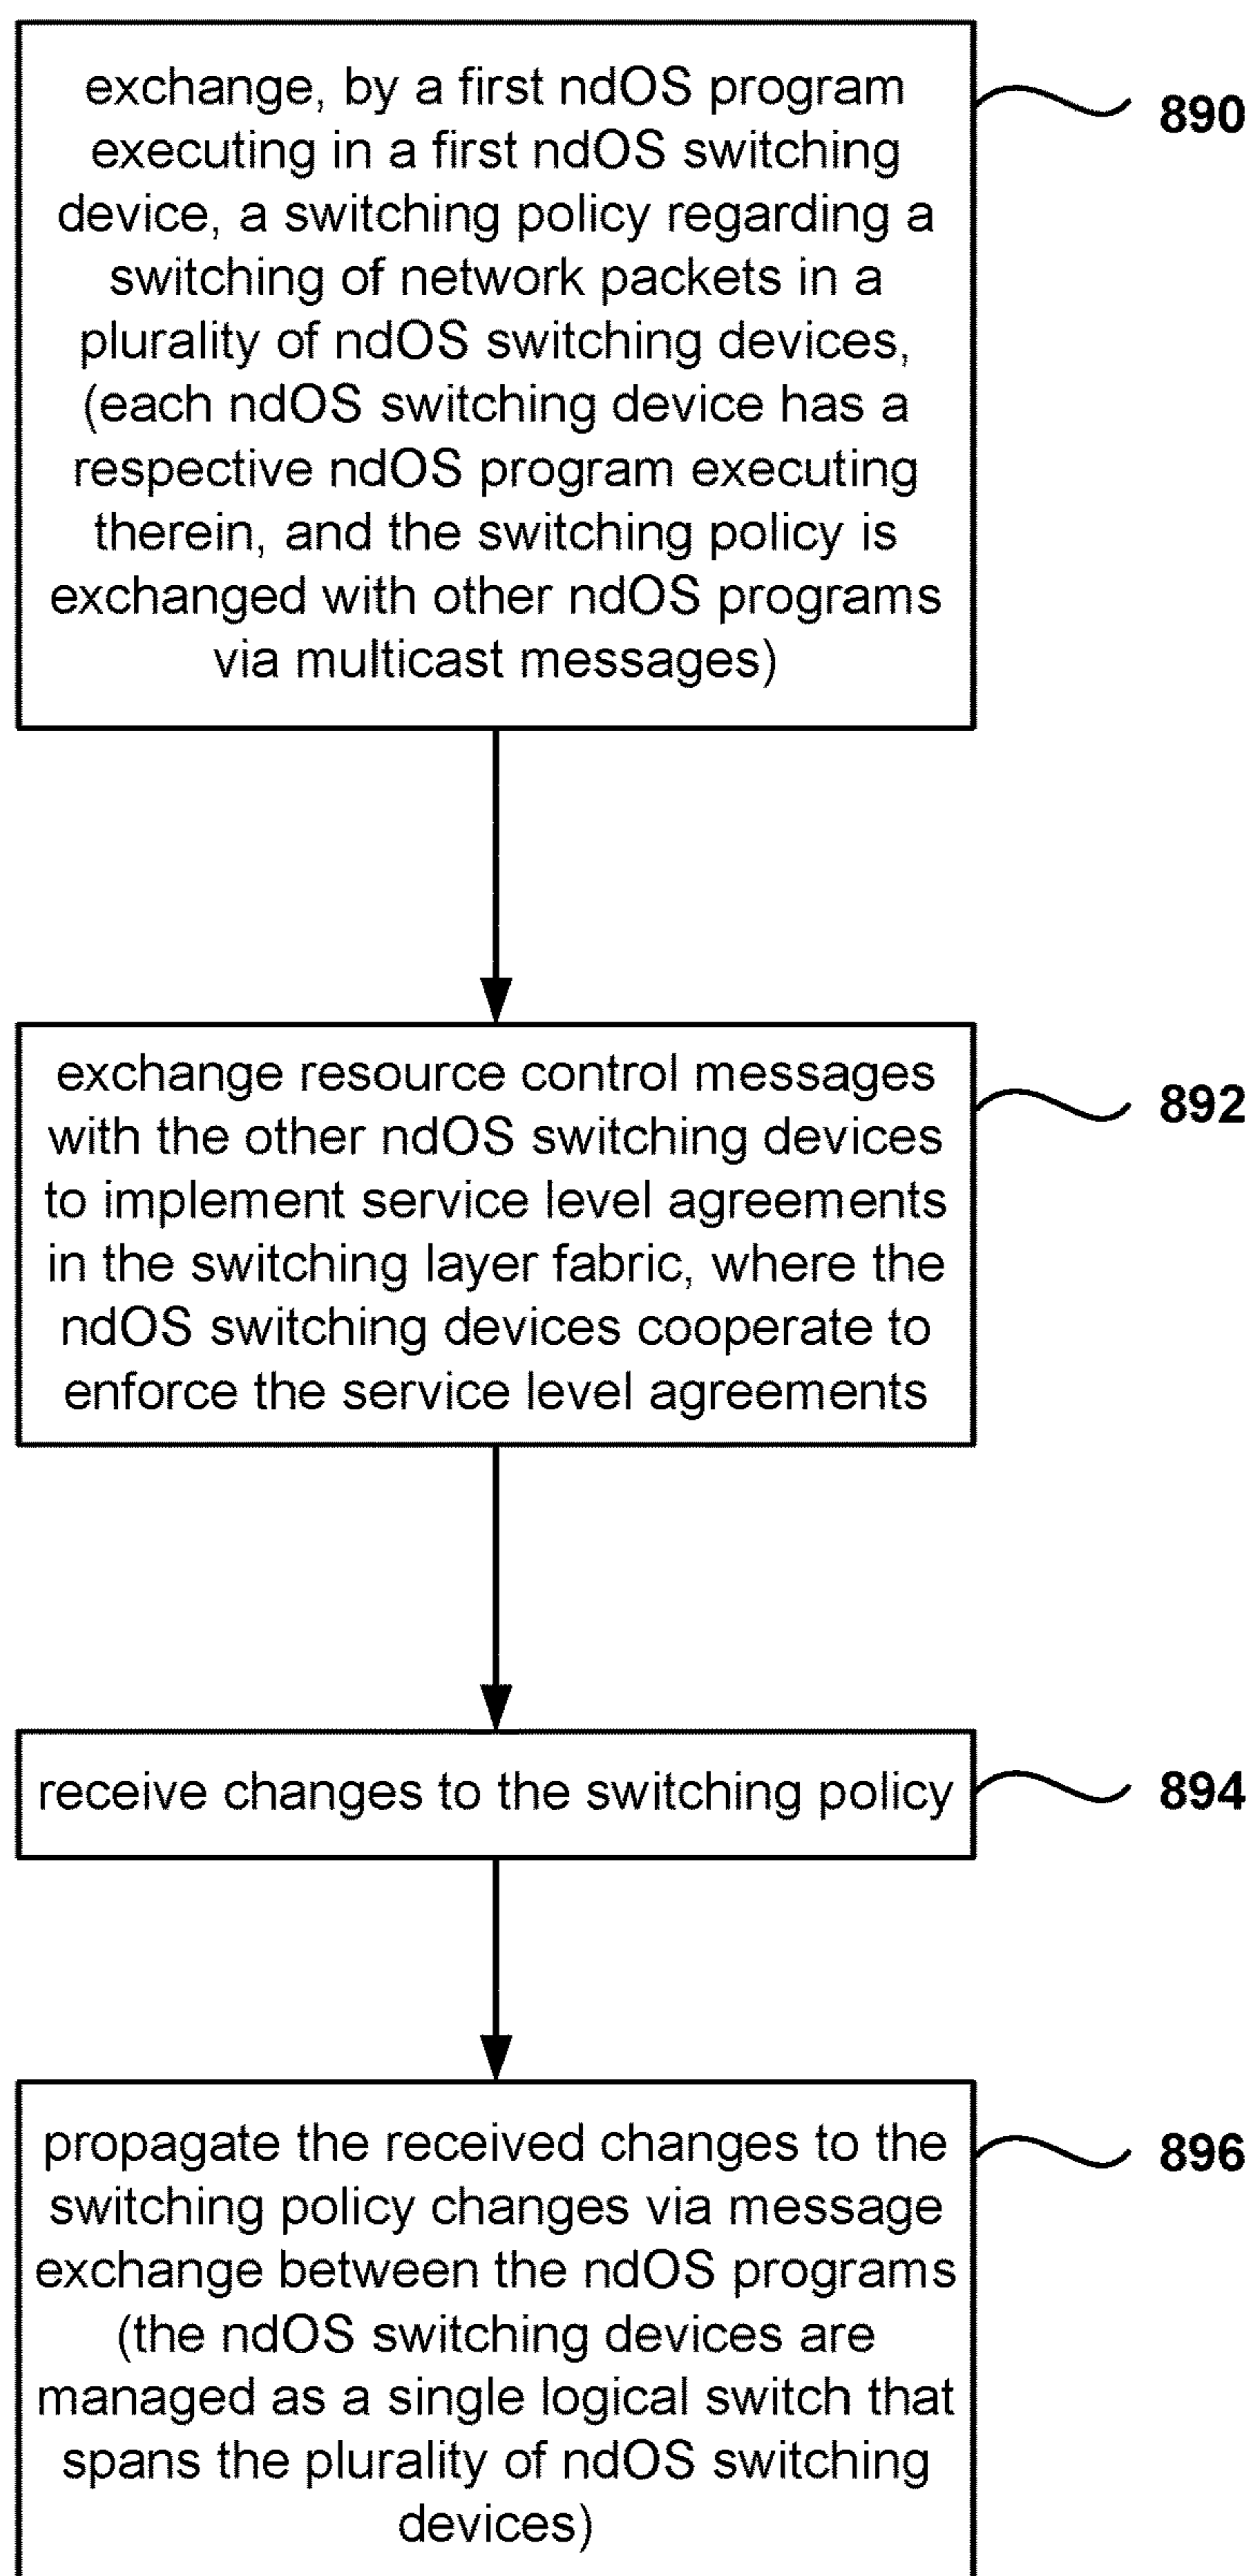 exchange, by a first ndOS program
executing in a first ndOS switching
device, a switching policy regarding a
switching of network packets in a
plurality of ndOS switching devices,
(each ndOS switching device has a
respective ndOS program executing
therein, and the switching policy is
exchanged with other ndOS programs
via multicast messages)
890
exchange resource control messages
with the other ndOS switching devices
to implement service level agreements
in the switching layer fabric, where the
ndOS switching devices cooperate to
enforce the service level agreements
892
receive changes to the switching policy
894
propagate the received changes to the
switching policy changes via message
exchange between the ndOS programs
(the ndOS switching devices are
managed as a single logical switch that
spans the plurality of ndOS switching
devices)
896